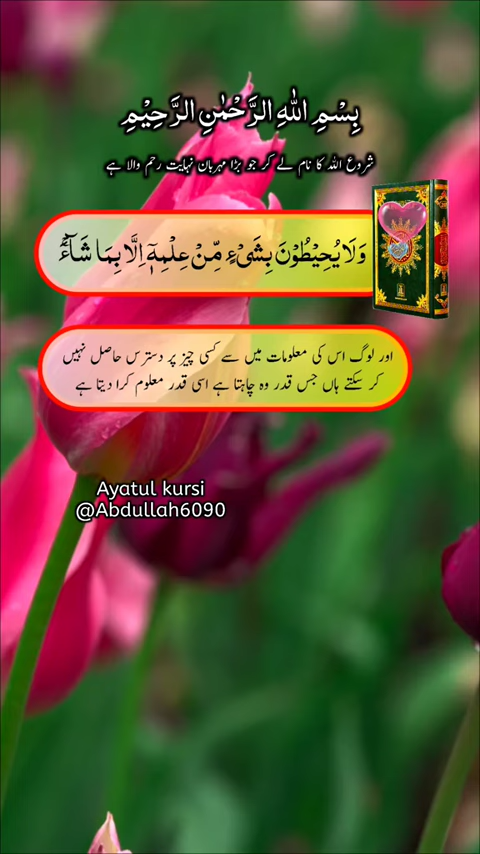 بِسْمِ اللّٰهِ الرَّحْمٰنِ الرَّحِيْمِ
شروع اللہ کا نام لے کر جو بڑا مہربان نہایت رحم والا ہے
وَلَا يُحِيْطُوْنَ بِشَىْءٍ مِّنْ عِلْمِهٖٓ اِلَّا بِمَا شَآءَۚ
اور لوگ اس کی معلومات میں سے کسی چیز پر دسترس حاصل نہیں
کر سکتے ہاں جس قدر وہ چاہتا ہے اسی قدر معلوم کرا دیتا ہے
Ayatul kursi
@Abdullah6090